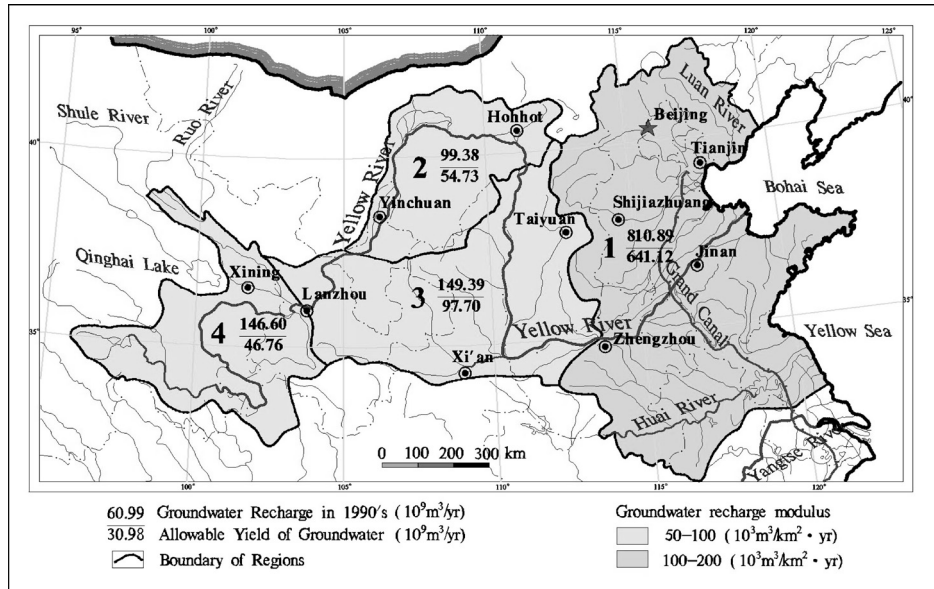 95°
100°
105°
110°
115°
120°
125°
Shule River
Ruo River
Luan River
40°
40°
Hohhot
Beijing
Tianjin
Bohai Sea
2
99.38
54.73
Yellow River
Yinchuan
Taiyuan
Shijiazhuang
1
810.89
641.12
Jinan
Qinghai Lake
Xining
Lanzhou
3
149.39
97.70
Grand Canal
35°
35°
4
146.60
46.76
Yellow River
Zhengzhou
Yellow Sea
Xi'an
Huai River
Yangtse River
0 100 200 300 km
100°
105°
110°
115°
120°
60.99 Groundwater Recharge in 1990's (10⁹m³/yr)
30.98 Allowable Yield of Groundwater (10⁹m³/yr)
Boundary of Regions
Groundwater recharge modulus
50–100 (10³m³/km² • yr)
100–200 (10³m³/km² • yr)